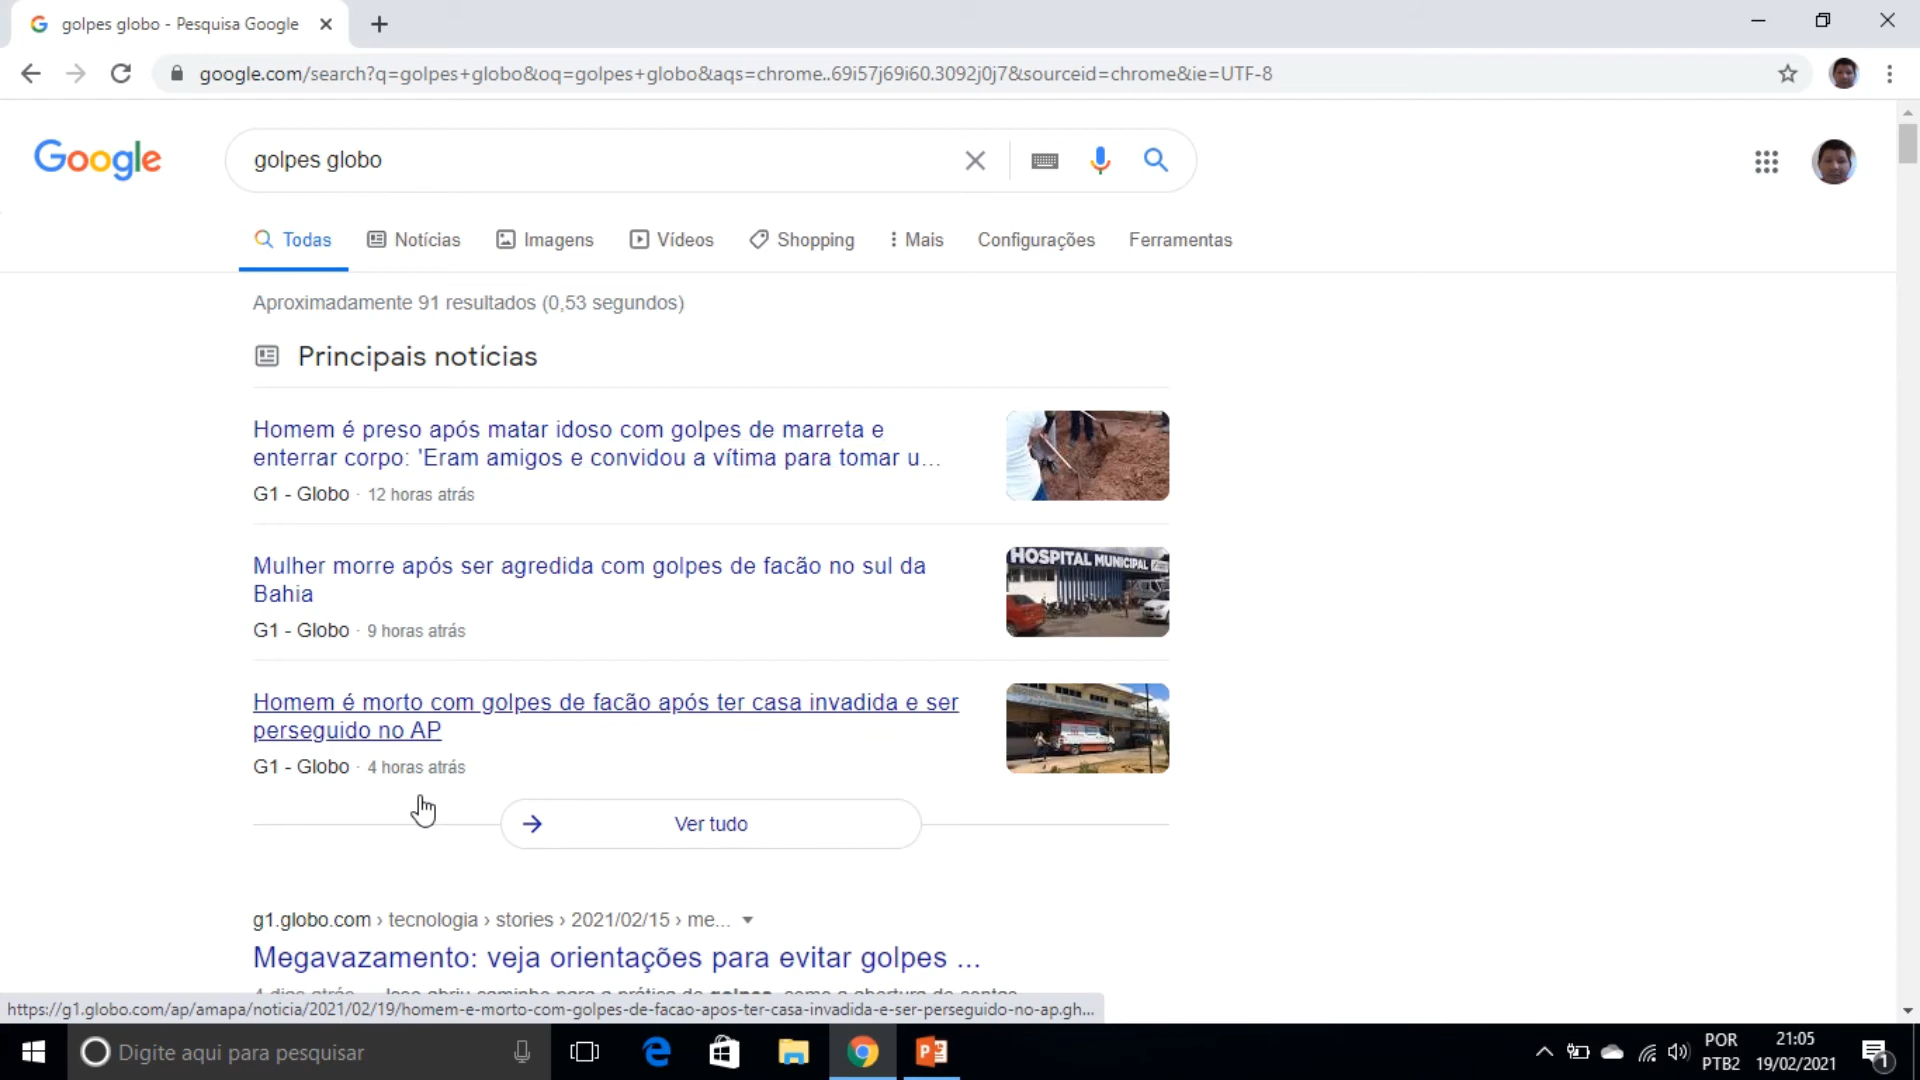 golpes globo - Pesquisa Google
google.com/search?q=golpes+globo&oq=golpes+globo&aqs=chrome..69i57j69i60.3092j0j7&sourceid=chrome&ie=UTF-8
Google
golpes globo
Todas Notícias Imagens Vídeos Shopping Mais Configurações Ferramentas
Aproximadamente 91 resultados (0,53 segundos)
Principais notícias
Homem é preso após matar idoso com golpes de marreta e
enterrar corpo: 'Eram amigos e convidou a vítima para tomar u...
G1 - Globo · 12 horas atrás
HOSPITAL MUNICIPAL
Mulher morre após ser agredida com golpes de facão no sul da
Bahia
G1 - Globo · 9 horas atrás
Homem é morto com golpes de facão após ter casa invadida e ser
perseguido no AP
G1 - Globo · 4 horas atrás
Ver tudo
g1.globo.com › tecnologia › stories › 2021/02/15 › me...
Megavazamento: veja orientações para evitar golpes ...
https://g1.globo.com/ap/amapa/noticia/2021/02/19/homem-e-morto-com-golpes-de-facao-apos-ter-casa-invadida-e-ser-perseguido-no-ap.gh...
Digite aqui para pesquisar
POR
PTB2
21:05
19/02/2021
1